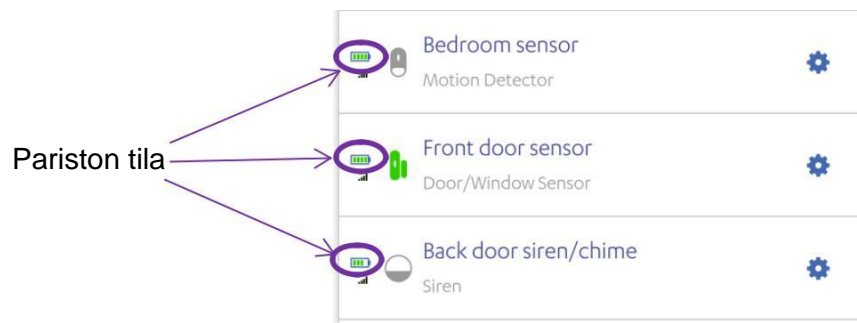 Bedroom sensor
Motion Detector
Pariston tila
Front door sensor
Door/Window Sensor
Back door siren/chime
Siren